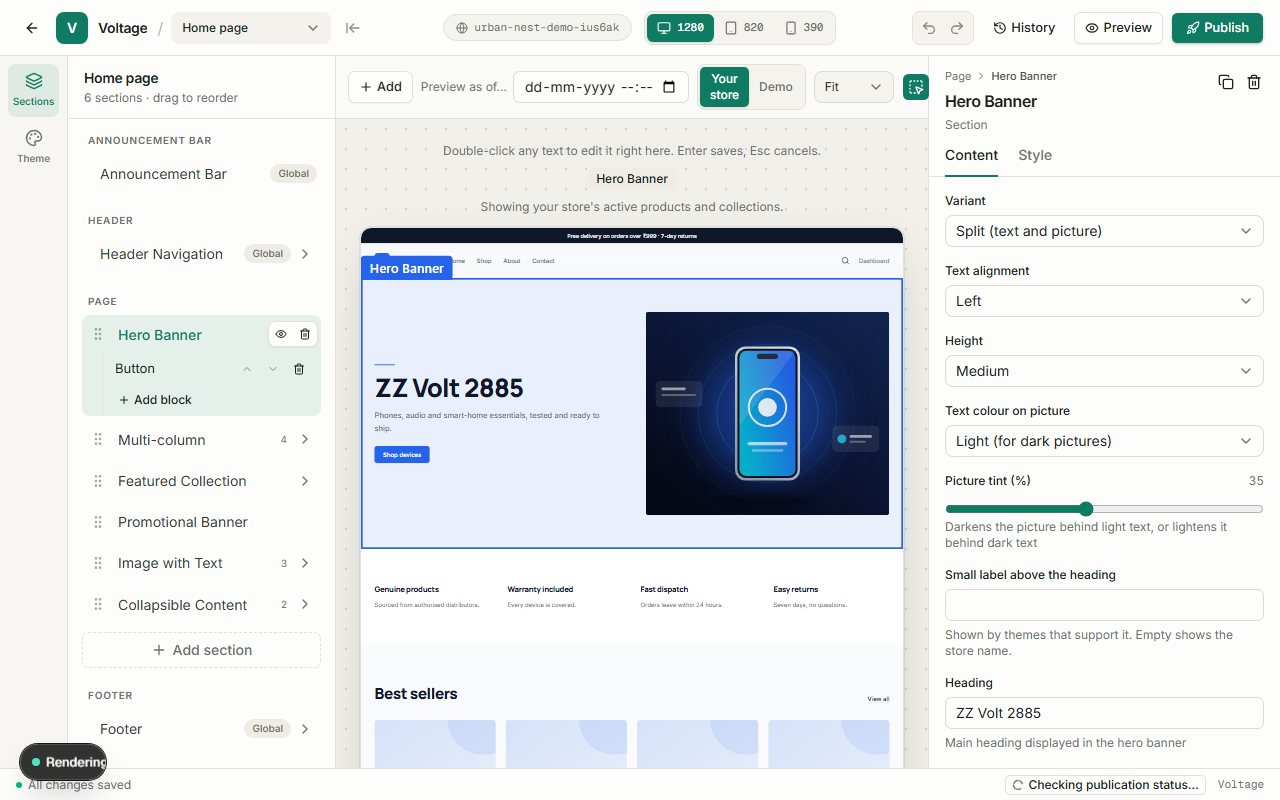 V
Voltage / Home page
urban-nest-demo-ius6ak
1280
820
390
History
Preview
Publish
Sections
Theme
Home page
6 sections · drag to reorder
ANNOUNCEMENT BAR
Announcement Bar Global
HEADER
Header Navigation Global
PAGE
Hero Banner
Button
Add block
Multi-column 4
Featured Collection
Promotional Banner
Image with Text 3
Collapsible Content 2
Add section
FOOTER
Footer Global
Rendering
All changes saved
Add
Preview as of...
dd-mm-yyyy --:--
Your store
Demo
Fit
Double-click any text to edit it right here. Enter saves, Esc cancels.
Hero Banner
Showing your store's active products and collections.
Free delivery on orders over ₹999 · 7-day returns
Hero Banner
Shop About Contact
Dashboard
ZZ Volt 2885
Phones, audio and smart-home essentials, tested and ready to
ship.
Shop devices
Genuine products
Sourced from authorised distributors.
Warranty included
Every device is covered.
Fast dispatch
Orders leave within 24 hours.
Easy returns
Seven days, no questions.
Best sellers
View all
Page > Hero Banner
Hero Banner
Section
Content Style
Variant
Split (text and picture)
Text alignment
Left
Height
Medium
Text colour on picture
Light (for dark pictures)
Picture tint (%) 35
Darkens the picture behind light text, or lightens it
behind dark text
Small label above the heading
Shown by themes that support it. Empty shows the
store name.
Heading
ZZ Volt 2885
Main heading displayed in the hero banner
Checking publication status...
Voltage